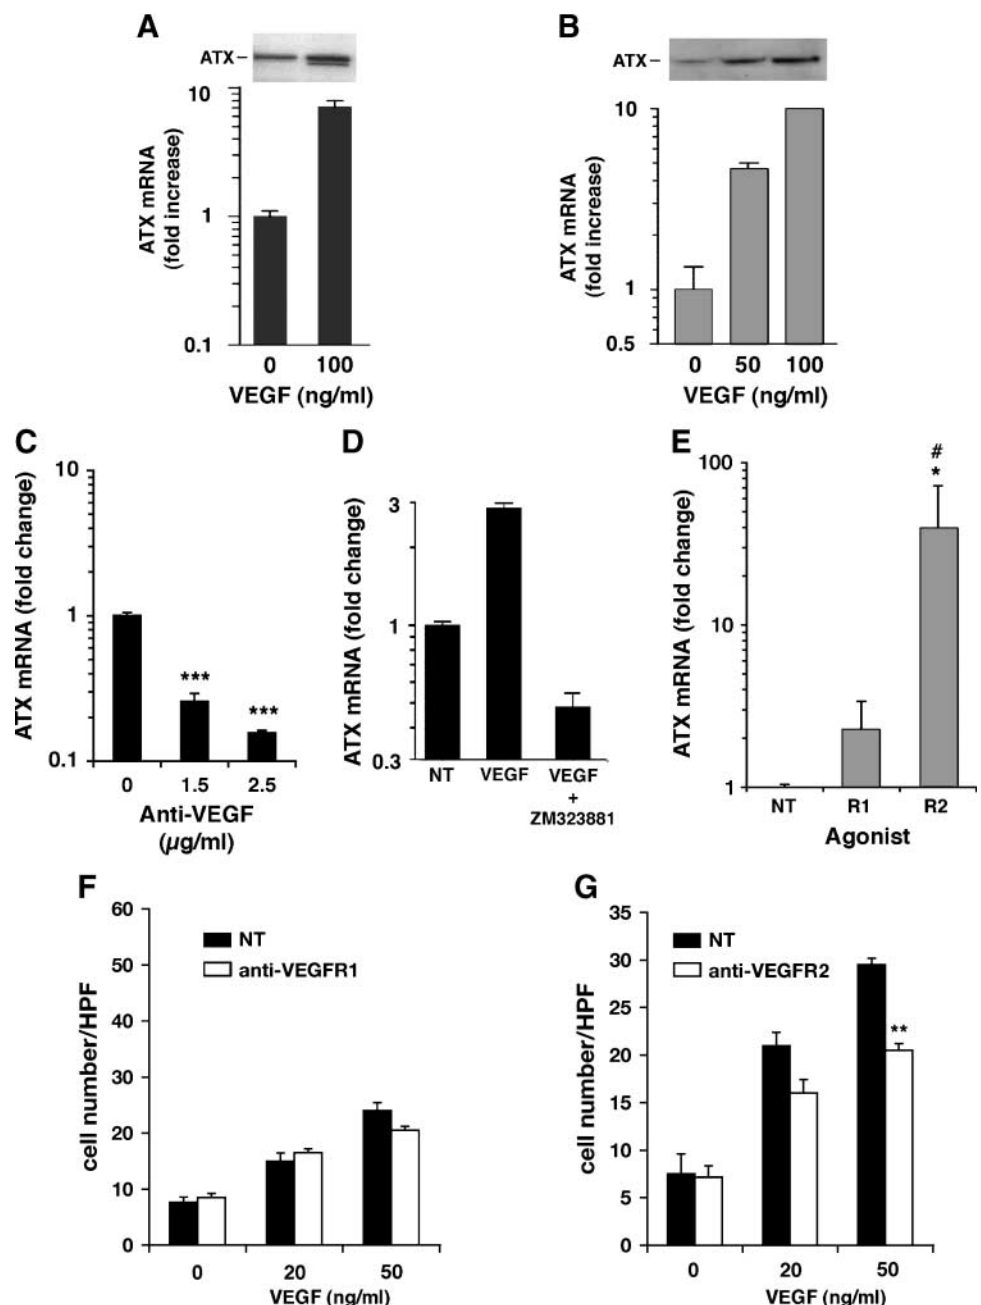 A
ATX
10
1
0.1
ATX mRNA
(fold increase)
0 100
VEGF (ng/ml)
B
ATX
10
1
0.5
ATX mRNA
(fold increase)
0 50 100
VEGF (ng/ml)
C
10
1
0.1
ATX mRNA (fold change)
***
***
0 1.5 2.5
Anti-VEGF
(µg/ml)
D
3
1
0.3
ATX mRNA (fold change)
NT VEGF VEGF
+
ZM323881
E
100
10
1
ATX mRNA (fold change)
#
*
NT R1 R2
Agonist
F
60
50
40
30
20
10
0
cell number/HPF
NT
anti-VEGFR1
0 20 50
VEGF (ng/ml)
G
35
30
25
20
15
10
5
0
cell number/HPF
NT
anti-VEGFR2
**
0 20 50
VEGF (ng/ml)